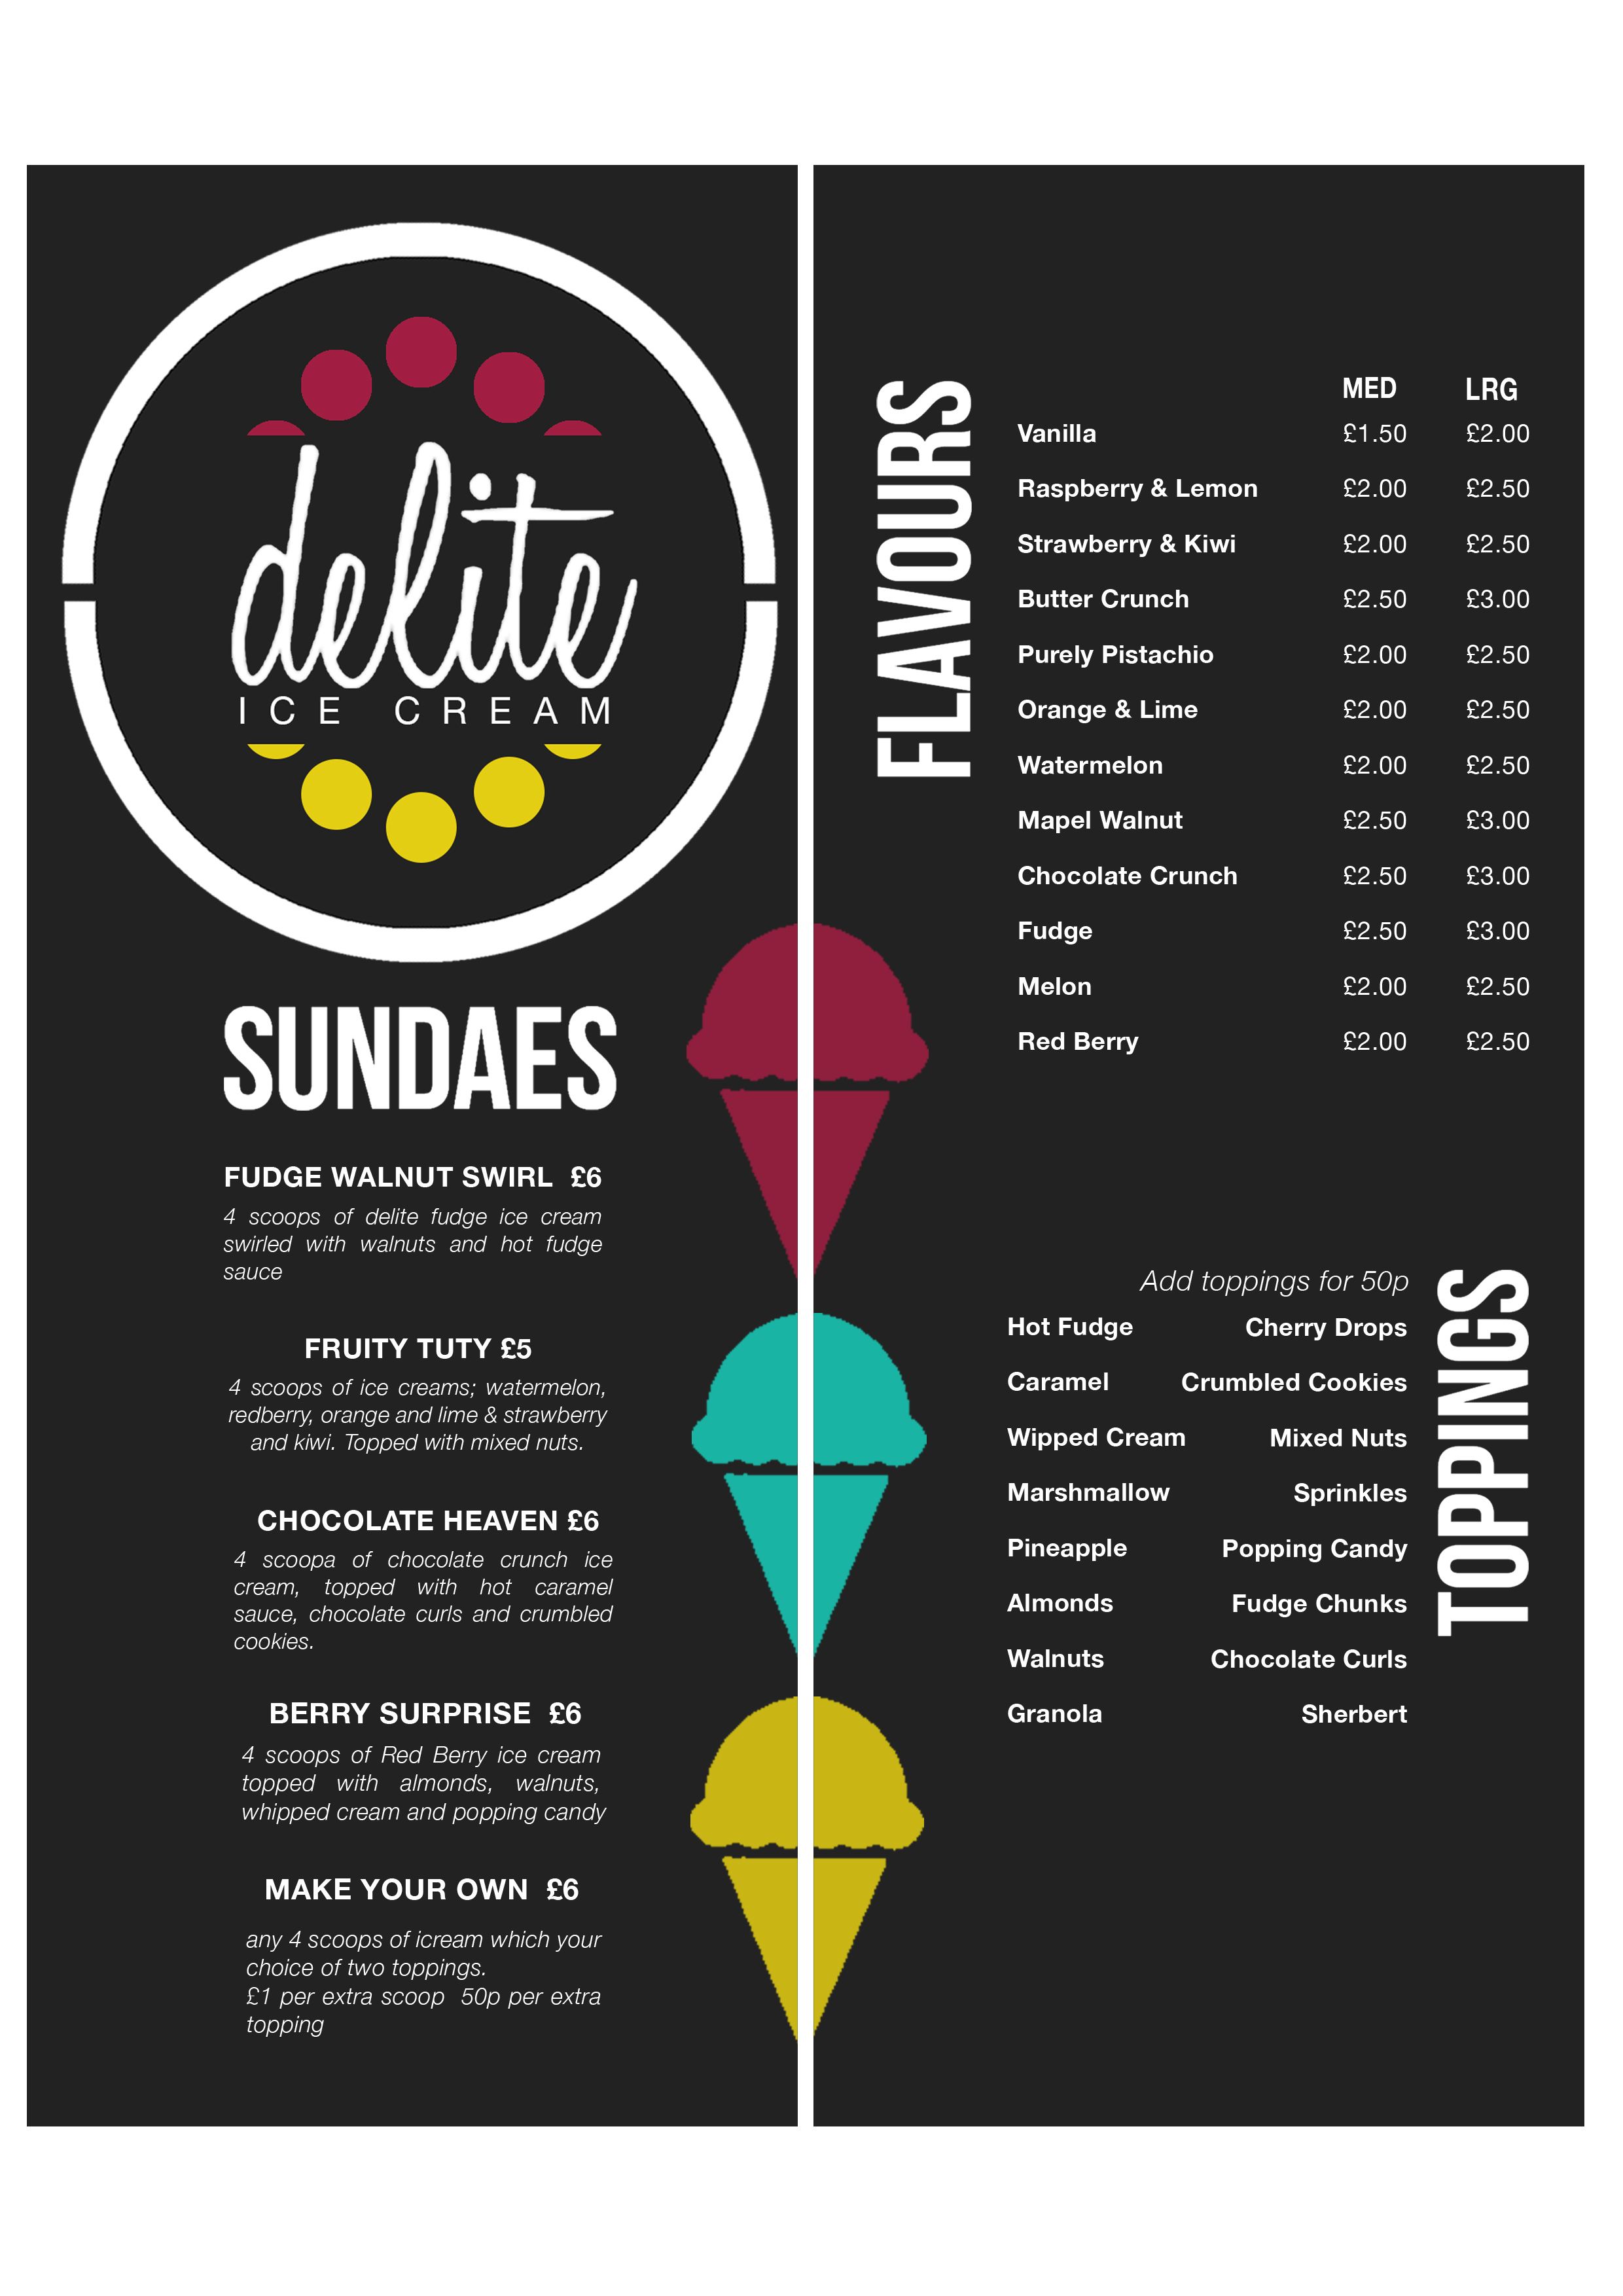 delite
ICE CREAM
SUNDAES
FUDGE WALNUT SWIRL £6
4 scoops of delite fudge ice cream
swirled with walnuts and hot fudge
sauce
FRUITY TUTY £5
4 scoops of ice creams; watermelon,
redberry, orange and lime & strawberry
and kiwi. Topped with mixed nuts.
CHOCOLATE HEAVEN £6
4 scoopa of chocolate crunch ice
cream, topped with hot caramel
sauce, chocolate curls and crumbled
cookies.
BERRY SURPRISE £6
4 scoops of Red Berry ice cream
topped with almonds, walnuts,
whipped cream and popping candy
MAKE YOUR OWN £6
any 4 scoops of icream which your
choice of two toppings.
£1 per extra scoop 50p per extra
topping
FLAVOURS
MED LRG
Vanilla £1.50 £2.00
Raspberry & Lemon £2.00 £2.50
Strawberry & Kiwi £2.00 £2.50
Butter Crunch £2.50 £3.00
Purely Pistachio £2.00 £2.50
Orange & Lime £2.00 £2.50
Watermelon £2.00 £2.50
Mapel Walnut £2.50 £3.00
Chocolate Crunch £2.50 £3.00
Fudge £2.50 £3.00
Melon £2.00 £2.50
Red Berry £2.00 £2.50
TOPPINGS
Add toppings for 50p
Hot Fudge Cherry Drops
Caramel Crumbled Cookies
Wipped Cream Mixed Nuts
Marshmallow Sprinkles
Pineapple Popping Candy
Almonds Fudge Chunks
Walnuts Chocolate Curls
Granola Sherbert